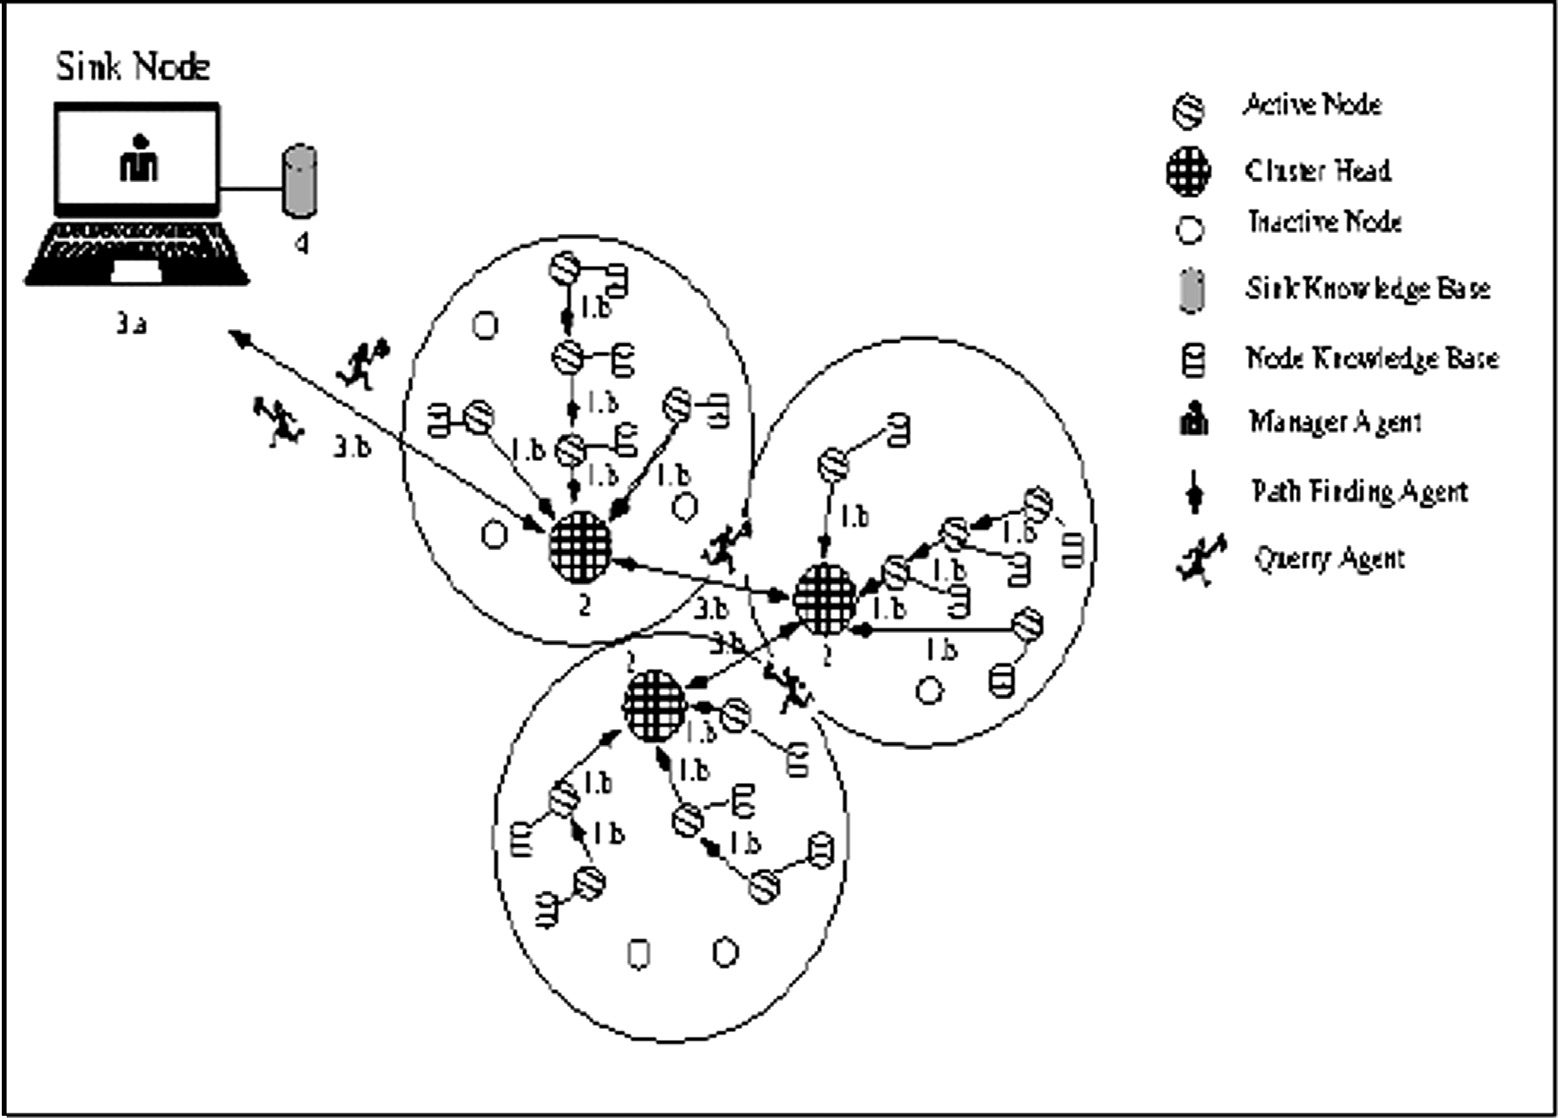 Sink Node
4
3.a
3.b
1.b
1.b
1.b
1.b
1.b
2
3.b
1.b
1.b
1.b
1.b
1.b
2
3.b
2
1.b
1.b
1.b
1.b
1.b
Active Node
Cluster Head
Inactive Node
Sink Knowledge Base
Node Knowledge Base
Manager Agent
Path Finding Agent
Querry Agent